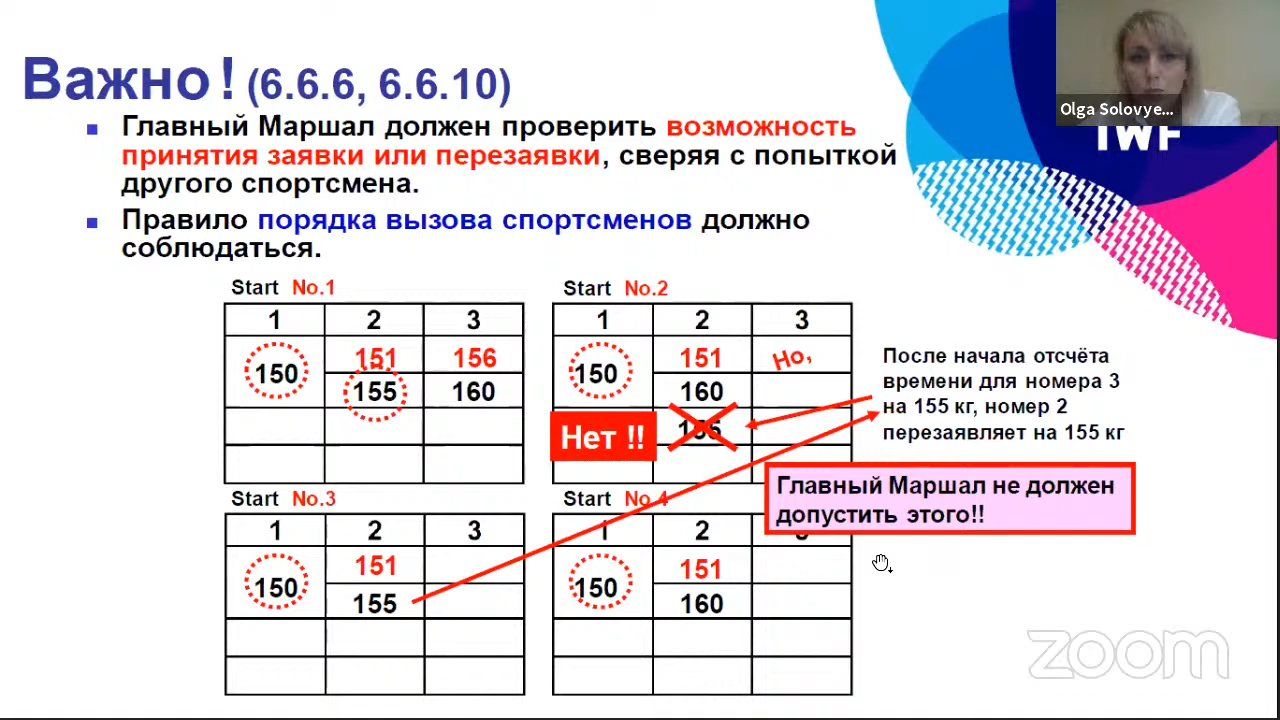 Важно! (6.6.6, 6.6.10)
Olga Solovye...
IWF
Главный Маршал должен проверить возможность
принятия заявки или перезаявки, сверяя с попыткой
другого спортсмена.
Правило порядка вызова спортсменов должно
соблюдаться.
Start No.1
1 2 3
150 151 156
155 160
Start No.2
1 2 3
150 151 Но,
160
Нет !! 155
После начала отсчёта
времени для номера 3
на 155 кг, номер 2
перезаявляет на 155 кг
Главный Маршал не должен
допустить этого!!
Start No.3
1 2 3
150 151
155
Start No.4
1 2 3
150 151
160
zoom